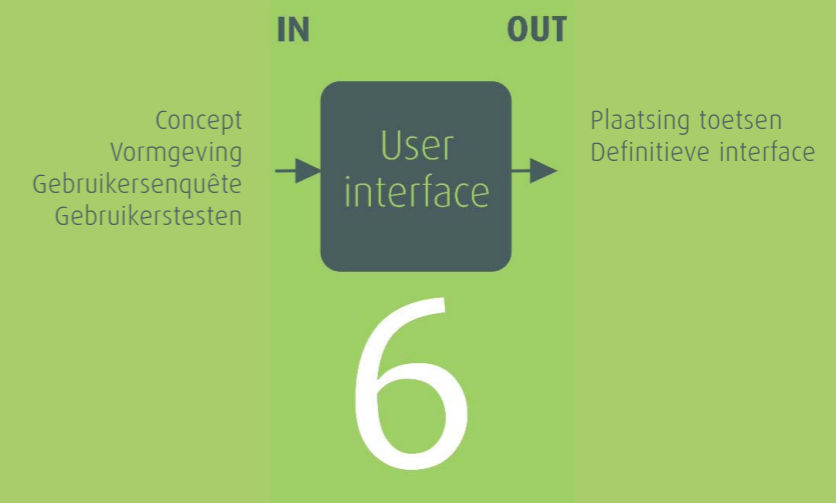 IN
OUT
Concept
Vormgeving
Gebruikersenquête
Gebruikerstesten
User
interface
Plaatsing toetsen
Definitieve interface
6